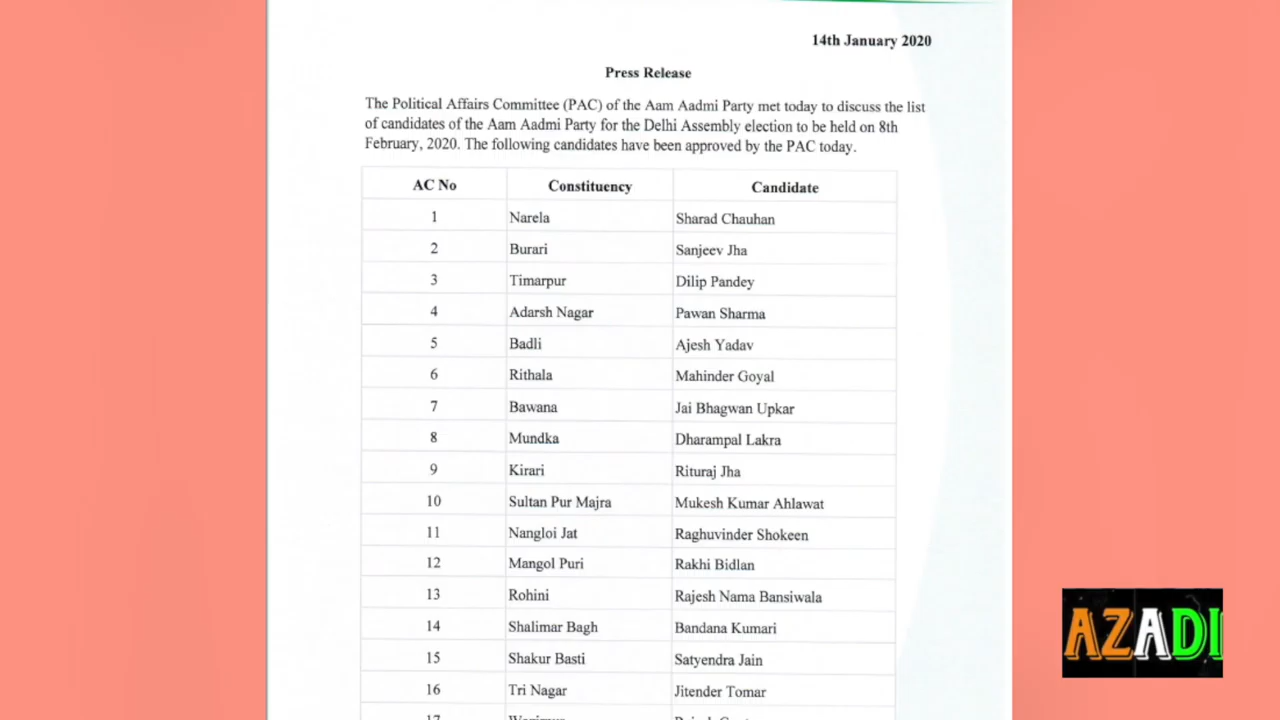 14th January 2020
Press Release
The Political Affairs Committee (PAC) of the Aam Aadmi Party met today to discuss the list
of candidates of the Aam Aadmi Party for the Delhi Assembly election to be held on 8th
February, 2020. The following candidates have been approved by the PAC today.
AC No Constituency Candidate
1 Narela Sharad Chauhan
2 Burari Sanjeev Jha
3 Timarpur Dilip Pandey
4 Adarsh Nagar Pawan Sharma
5 Badli Ajesh Yadav
6 Rithala Mahinder Goyal
7 Bawana Jai Bhagwan Upkar
8 Mundka Dharampal Lakra
9 Kirari Rituraj Jha
10 Sultan Pur Majra Mukesh Kumar Ahlawat
11 Nangloi Jat Raghuvinder Shokeen
12 Mangol Puri Rakhi Bidlan
13 Rohini Rajesh Nama Bansiwala
14 Shalimar Bagh Bandana Kumari
15 Shakur Basti Satyendra Jain
16 Tri Nagar Jitender Tomar
17
AZADI